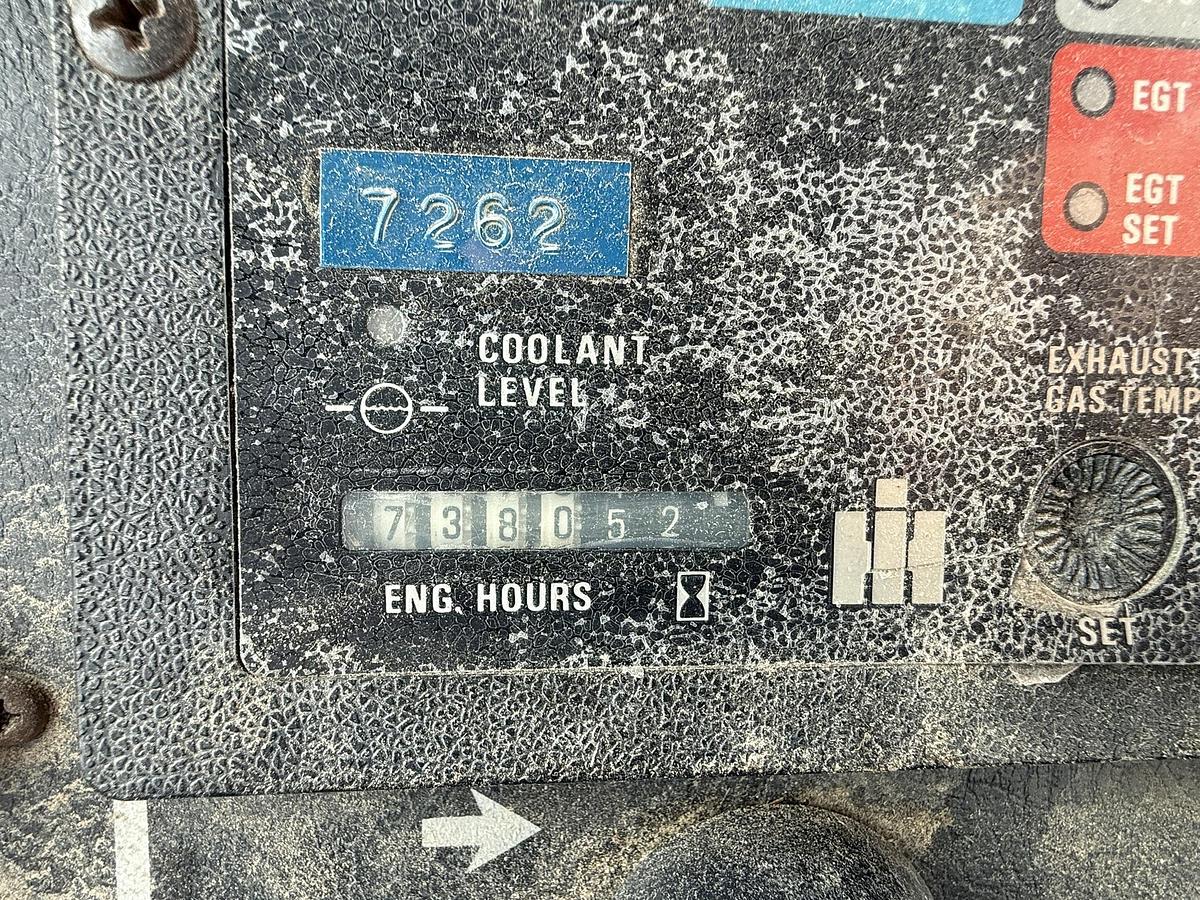 EGT
7262
EGT
SET
COOLANT
LEVEL
EXHAUST
GAS TEMP
738052
ENG. HOURS
SET